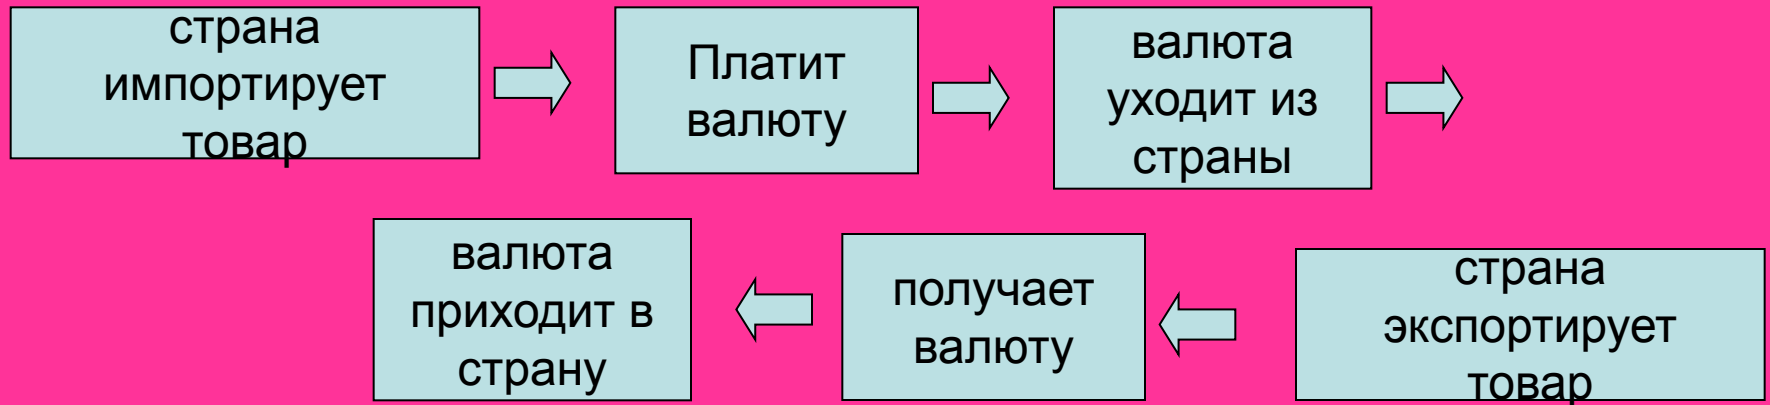 страна
импортирует
товар
Платит
валюту
валюта
уходит из
страны
валюта
приходит в
страну
получает
валюту
страна
экспортирует
товар